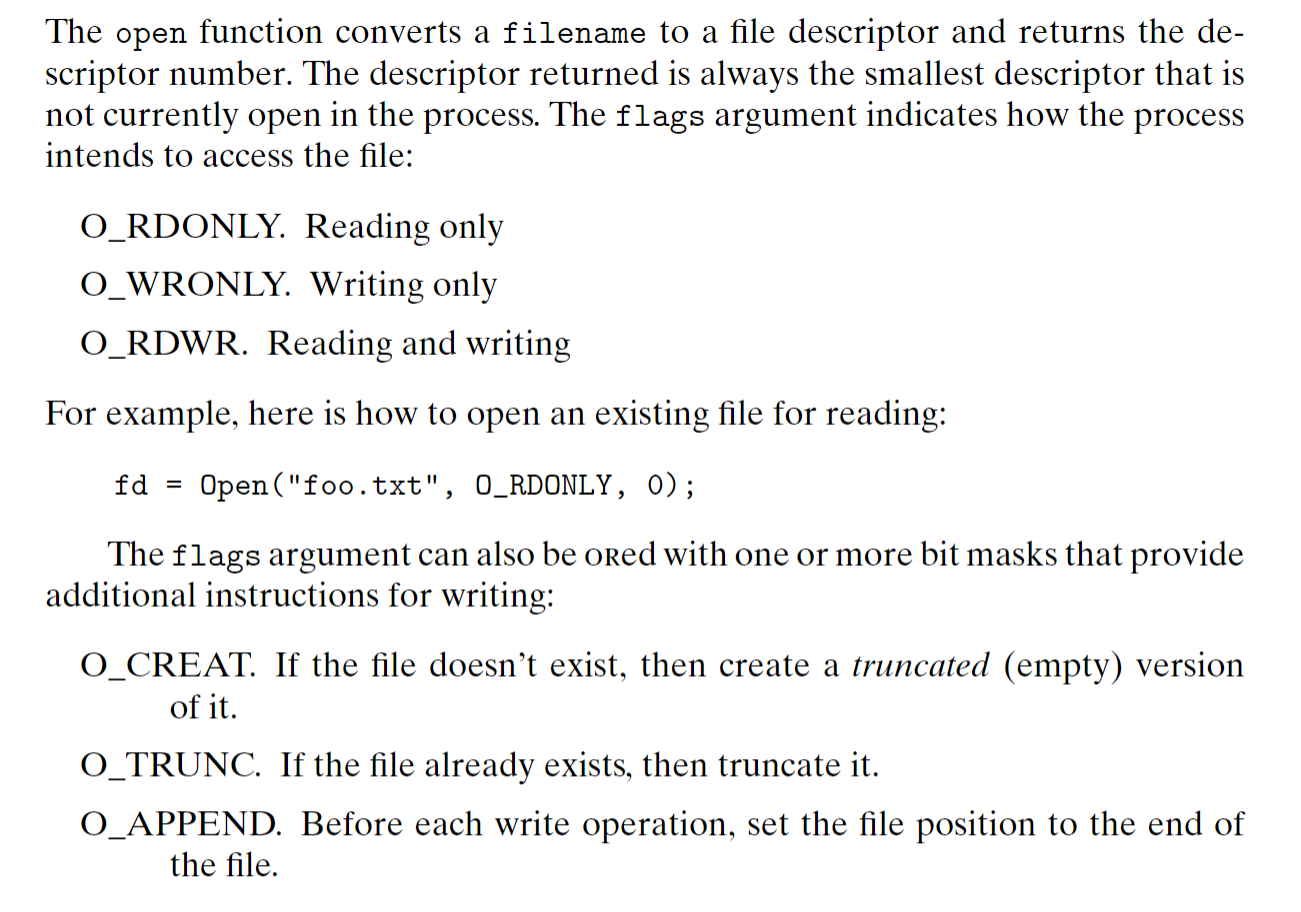 The open function converts a filename to a file descriptor and returns the de-
scriptor number. The descriptor returned is always the smallest descriptor that is
not currently open in the process. The flags argument indicates how the process
intends to access the file:
O_RDONLY. Reading only
O_WRONLY. Writing only
O_RDWR. Reading and writing
For example, here is how to open an existing file for reading:
fd = Open("foo.txt", O_RDONLY, 0);
The flags argument can also be ORed with one or more bit masks that provide
additional instructions for writing:
O_CREAT. If the file doesn’t exist, then create a truncated (empty) version
of it.
O_TRUNC. If the file already exists, then truncate it.
O_APPEND. Before each write operation, set the file position to the end of
the file.